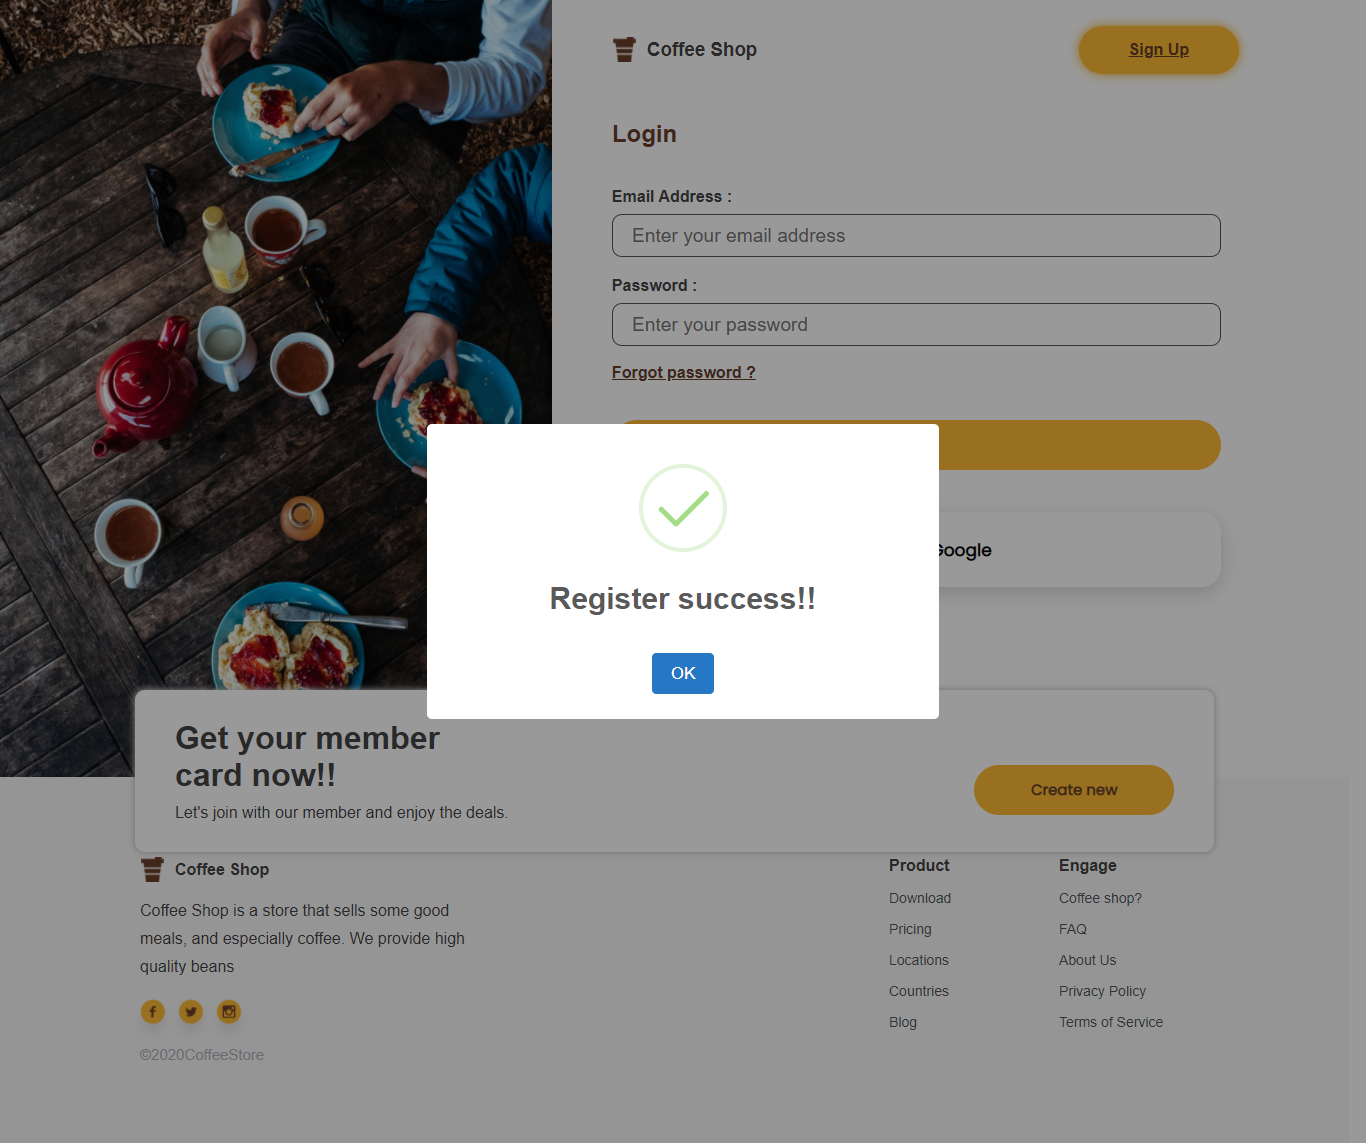 Coffee Shop
Sign Up
Login
Email Address :
Enter your email address
Password :
Enter your password
Forgot password ?
Google
Register success!!
OK
Get your member
card now!!
Let's join with our member and enjoy the deals.
Create new
Coffee Shop
Coffee Shop is a store that sells some good
meals, and especially coffee. We provide high
quality beans
©2020CoffeeStore
Product
Download
Pricing
Locations
Countries
Blog
Engage
Coffee shop?
FAQ
About Us
Privacy Policy
Terms of Service